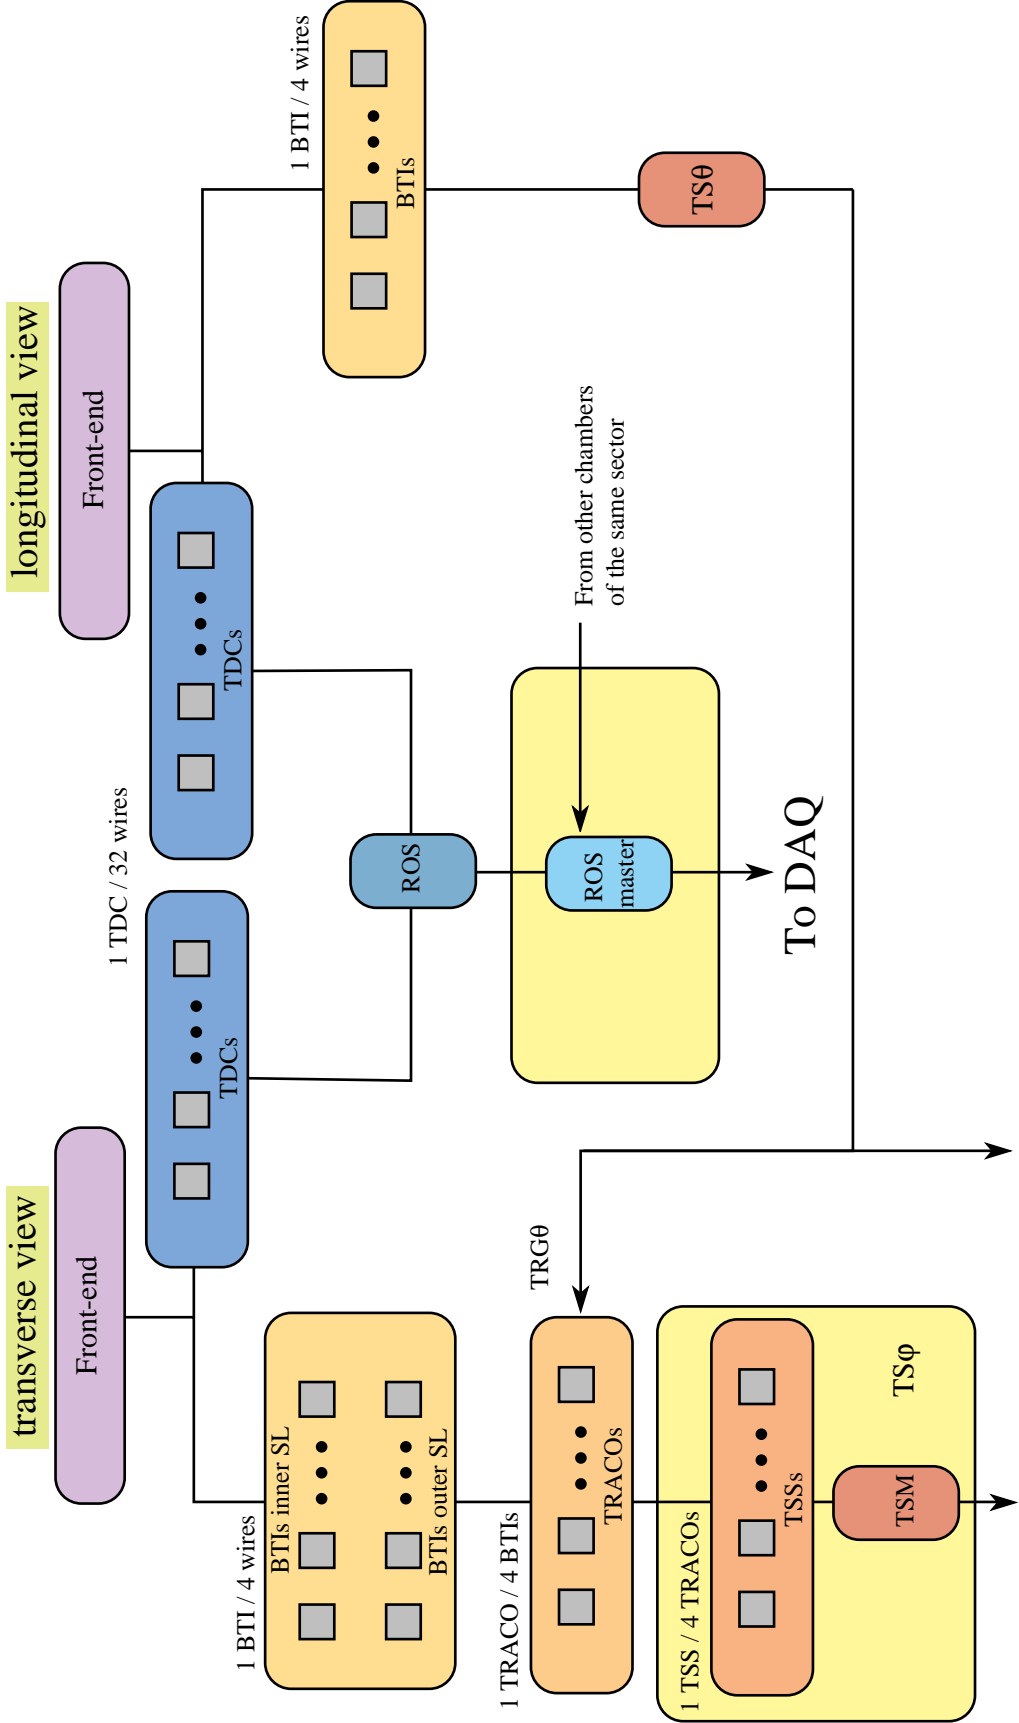 transverse view
longitudinal view
Front-end
Front-end
1 TDC / 32 wires
TDCs
TDCs
1 BTI / 4 wires
BTIs inner SL
BTIs outer SL
1 BTI / 4 wires
BTIs
ROS
1 TRACO / 4 BTIs
TRACOs
TRGθ
ROS
master
From other chambers
of the same sector
TSθ
1 TSS / 4 TRACOs
TSSs
TSM
TSφ
To DAQ